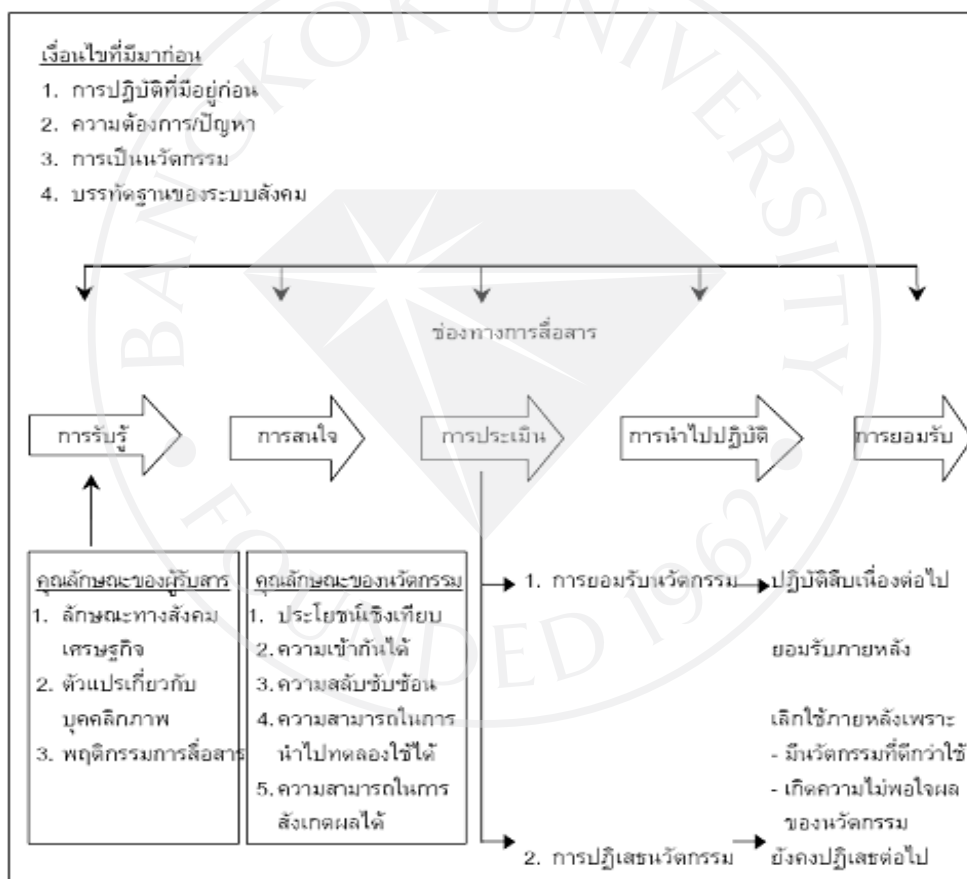 BANGKOK UNIVERSITY
FOUNDED 1962
เงื่อนไขที่มีมาก่อน
1. การปฏิบัติที่มีอยู่ก่อน
2. ความต้องการ/ปัญหา
3. การเป็นนวัตกรรม
4. บรรทัดฐานของระบบสังคม
ช่องทางการสื่อสาร
การรับรู้
การสนใจ
การประเมิน
การนำไปปฏิบัติ
การยอมรับ
คุณลักษณะของผู้รับสาร
1. ลักษณะทางสังคม
เศรษฐกิจ
2. ตัวแปรเกี่ยวกับ
บุคคลิกภาพ
3. พฤติกรรมการสื่อสาร
คุณลักษณะของนวัตกรรม
1. ประโยชน์เชิงเทียบ
2. ความเข้ากันได้
3. ความสลับซับซ้อน
4. ความสามารถในการ
นำไปทดลองใช้ได้
5. ความสามารถในการ
สังเกตผลได้
1. การยอมรับนวัตกรรม
ปฏิบัติสืบเนื่องต่อไป
ยอมรับภายหลัง
เลิกใช้ภายหลังเพราะ
- มีนวัตกรรมที่ดีกว่าใช้
- เกิดความไม่พอใจผล
ของนวัตกรรม
2. การปฏิเสธนวัตกรรม
ยังคงปฏิเสธต่อไป